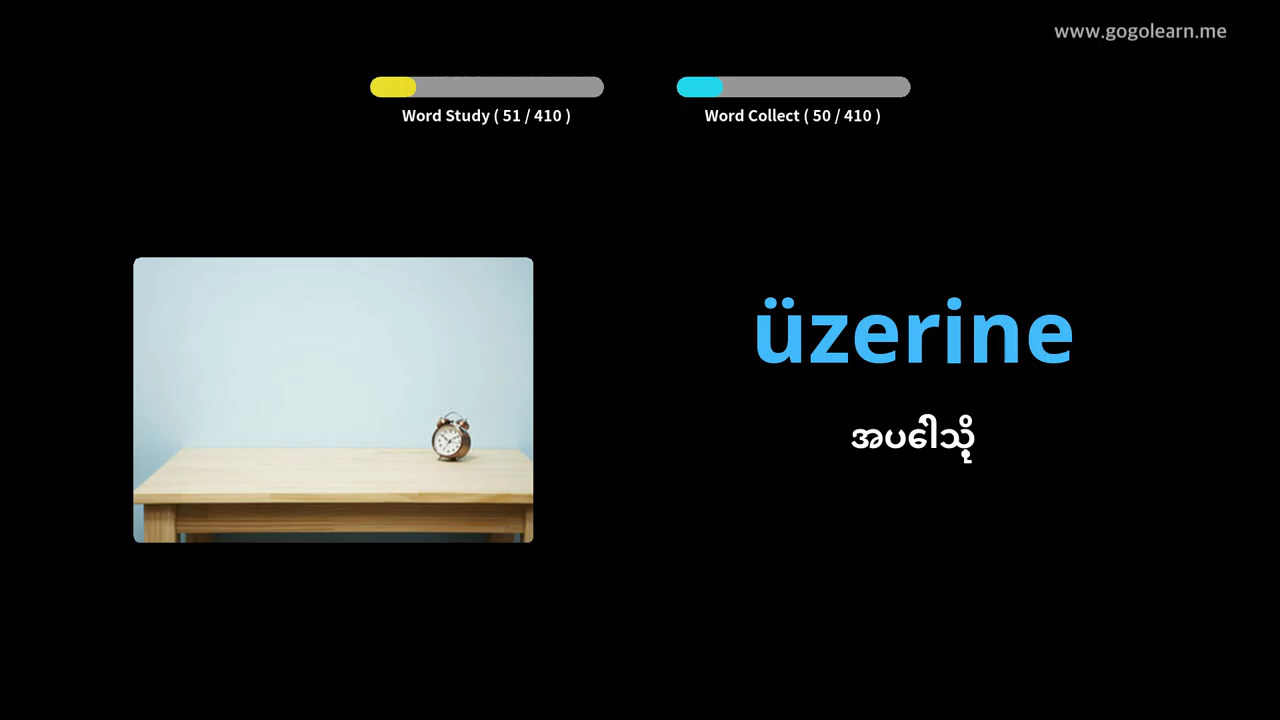 www.gogolearn.me
Word Study ( 51 / 410 )
Word Collect ( 50 / 410 )
üzerine
အပေါ်သို့